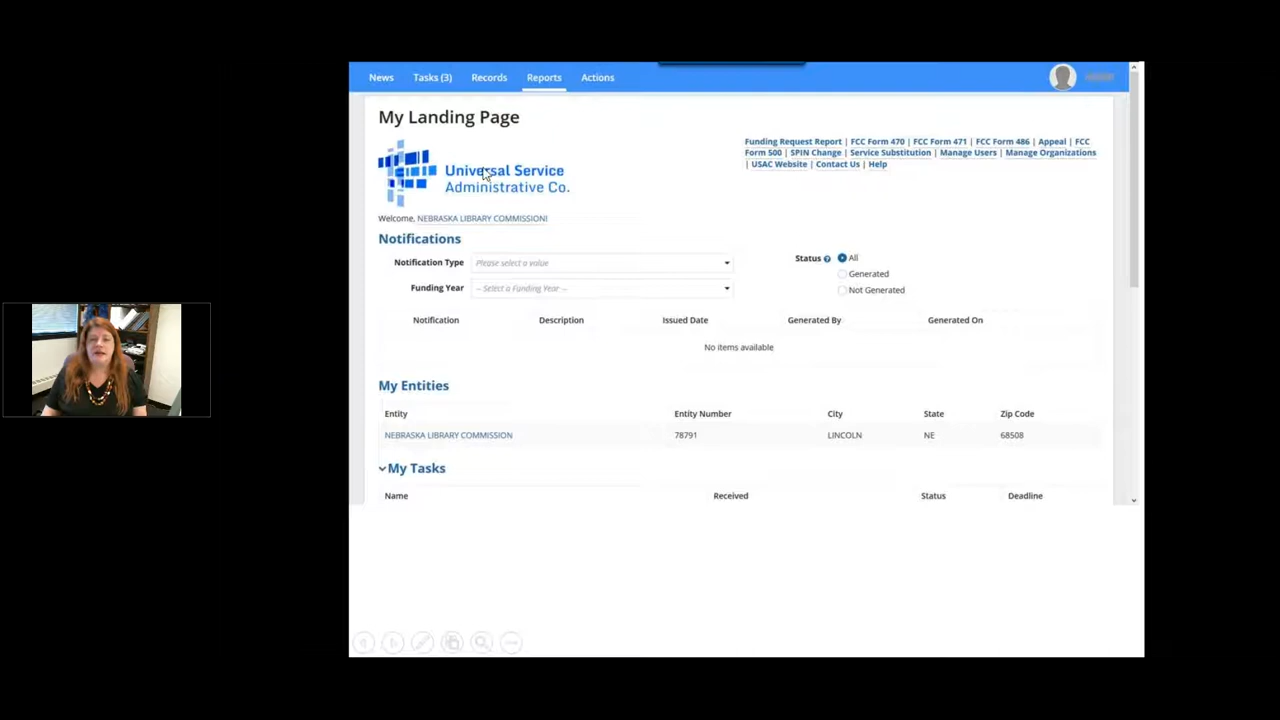 News Tasks (3) Records Reports Actions
My Landing Page
Universal Service
Administrative Co.
Funding Request Report | FCC Form 470 | FCC Form 471 | FCC Form 486 | Appeal | FCC
Form 500 | SPIN Change | Service Substitution | Manage Users | Manage Organizations
| USAC Website | Contact Us | Help
Welcome, NEBRASKA LIBRARY COMMISSION!
Notifications
Notification Type Please select a value Status All
Generated
Funding Year -- Select a Funding Year -- Not Generated
Notification Description Issued Date Generated By Generated On
No items available
My Entities
Entity Entity Number City State Zip Code
NEBRASKA LIBRARY COMMISSION 78791 LINCOLN NE 68508
My Tasks
Name Received Status Deadline